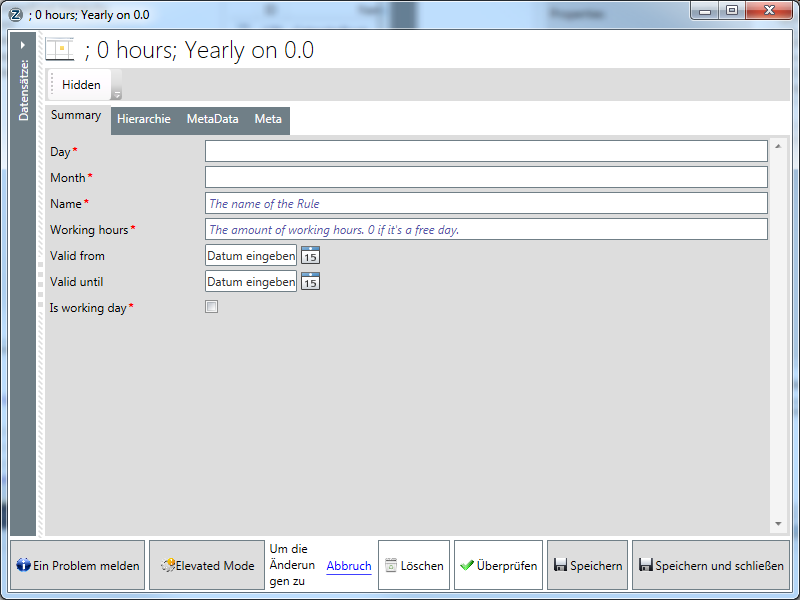 ; 0 hours; Yearly on 0.0
; 0 hours; Yearly on 0.0
Datensätze:
Hidden
Summary Hierarchie MetaData Meta
Day*
Month*
Name* The name of the Rule
Working hours* The amount of working hours. 0 if it's a free day.
Valid from Datum eingeben 15
Valid until Datum eingeben 15
Is working day*
Ein Problem melden
Elevated Mode
Um die
Änderun
gen zu
Abbruch
Löschen
Überprüfen
Speichern
Speichern und schließen